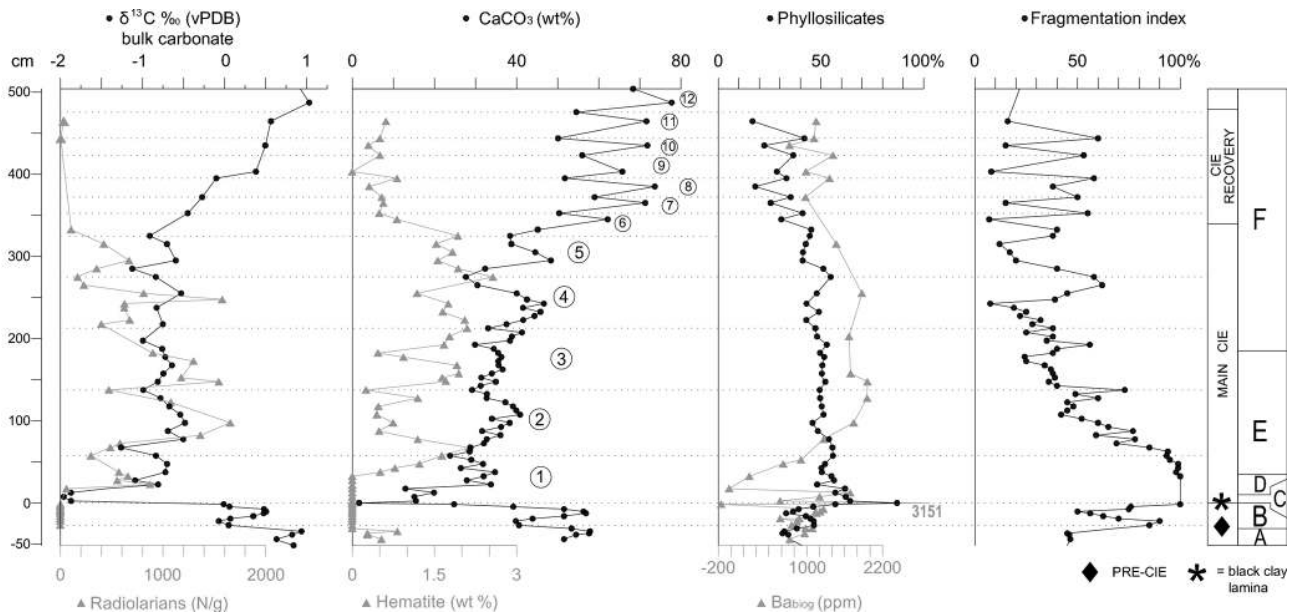 ● δ¹³C ‰ (vPDB)
bulk carbonate
● CaCO₃ (wt%)
● Phyllosilicates
● Fragmentation index
cm
-2 -1 0 1
0 40 80
0 50 100%
0 50 100%
500
400
300
200
100
0
-50
12
11
10
9
8
7
6
5
4
3
2
1
3151
CIE
RECOVERY
MAIN CIE
F
E
D
C
B
A
*
◆
0 1000 2000
0 1.5 3
-200 1000 2200
▲ Radiolarians (N/g)
▲ Hematite (wt %)
▲ Babiog (ppm)
◆ PRE-CIE
* = black clay
lamina